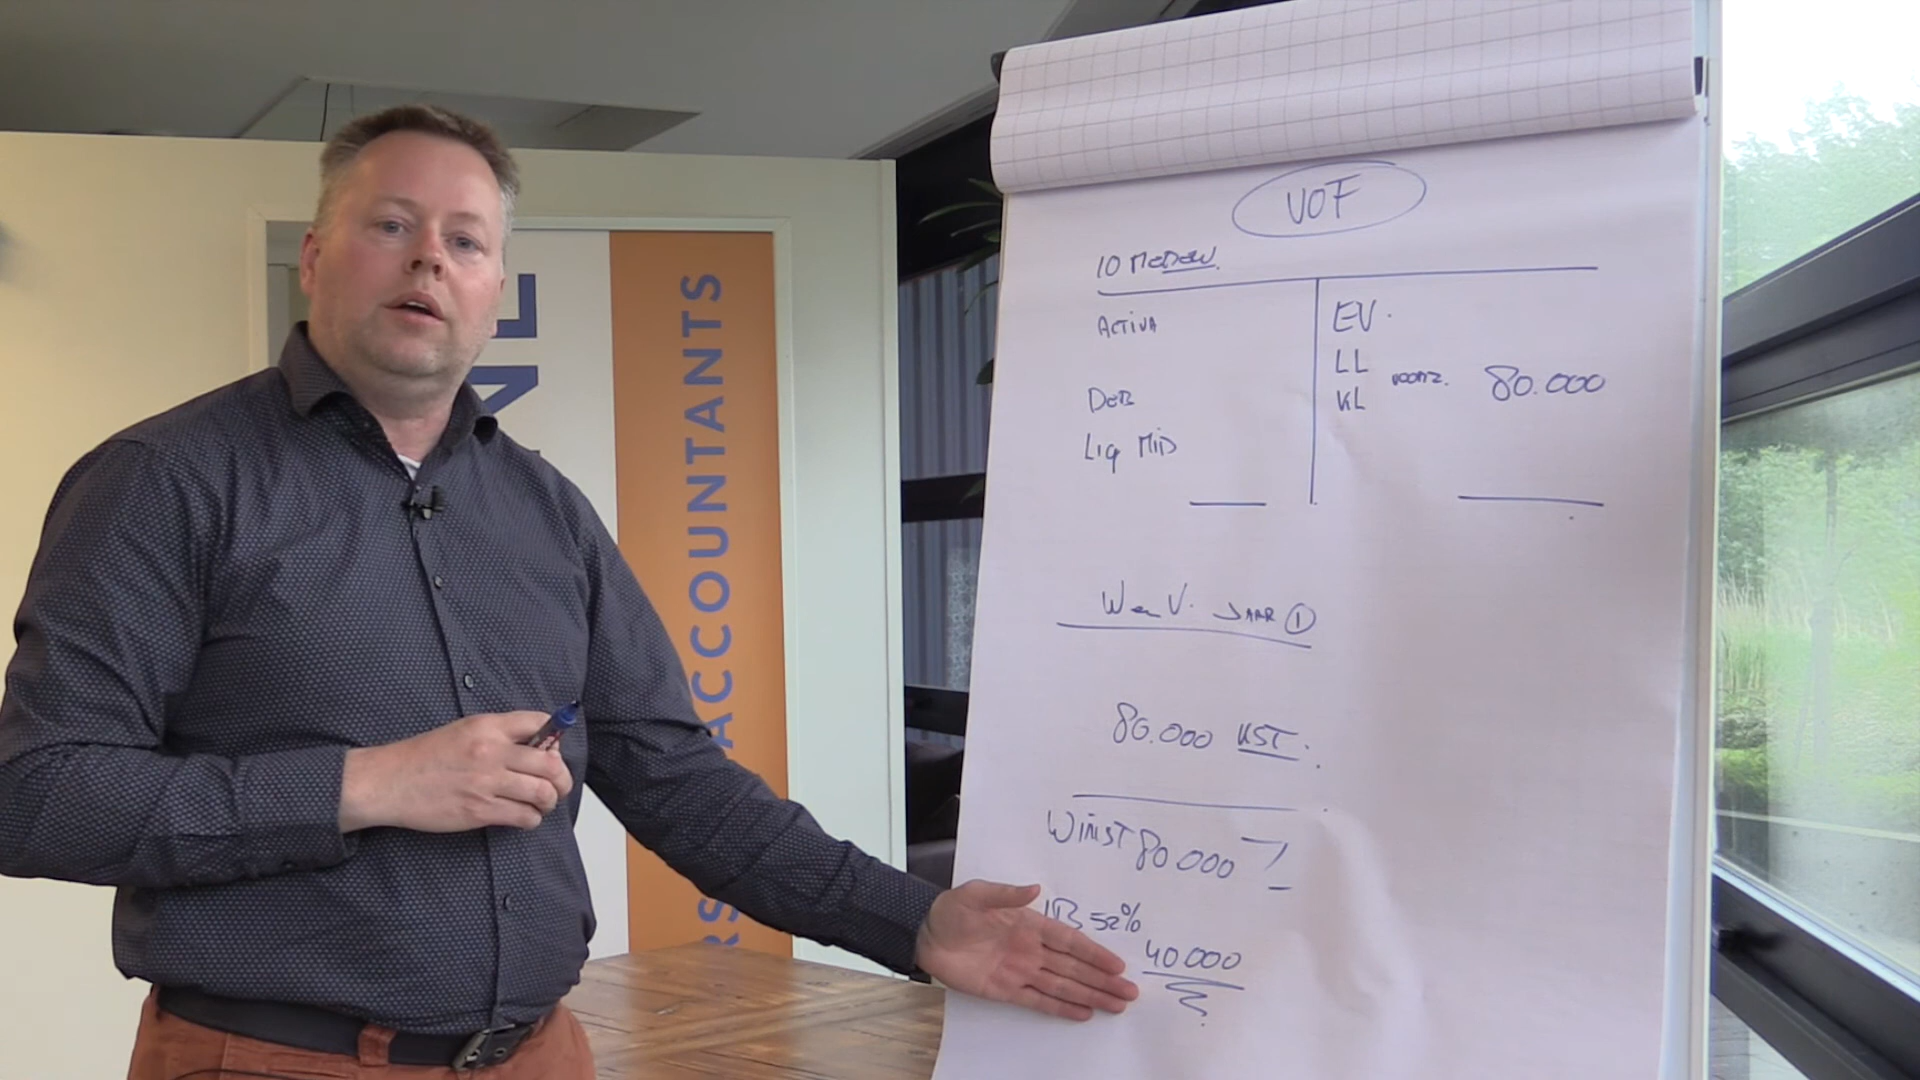 VOF
10 MEDEW.
ACTIVA
DEB
LIQ MID
EV.
LL
KL VOORZ. 80.000
W en V. JAAR 1
80.000 KST.
WINST 80 000
IB 52%
40 000
ACCOUNTANTS